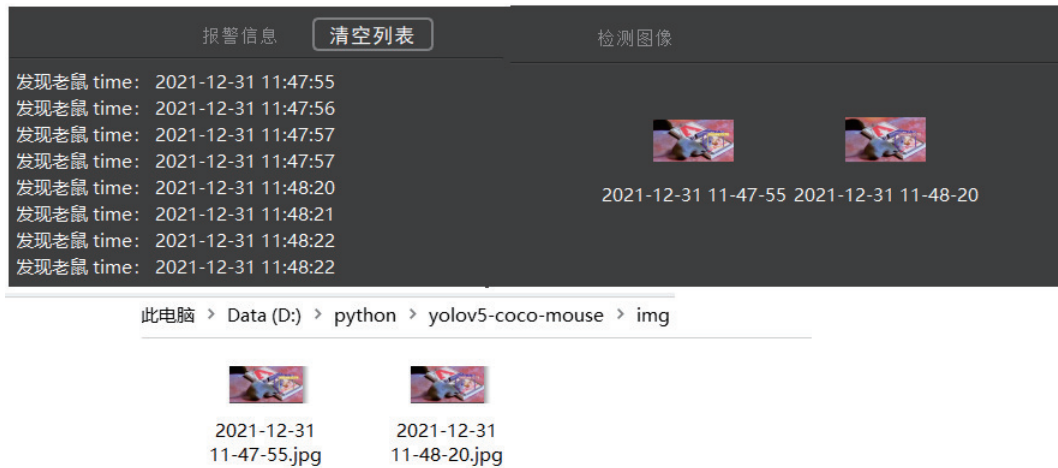 报警信息
清空列表
检测图像
发现老鼠 time： 2021-12-31 11:47:55
发现老鼠 time： 2021-12-31 11:47:56
发现老鼠 time： 2021-12-31 11:47:57
发现老鼠 time： 2021-12-31 11:47:57
发现老鼠 time： 2021-12-31 11:48:20
发现老鼠 time： 2021-12-31 11:48:21
发现老鼠 time： 2021-12-31 11:48:22
发现老鼠 time： 2021-12-31 11:48:22
2021-12-31 11-47-55
2021-12-31 11-48-20
此电脑 > Data (D:) > python > yolov5-coco-mouse > img
2021-12-31
11-47-55.jpg
2021-12-31
11-48-20.jpg